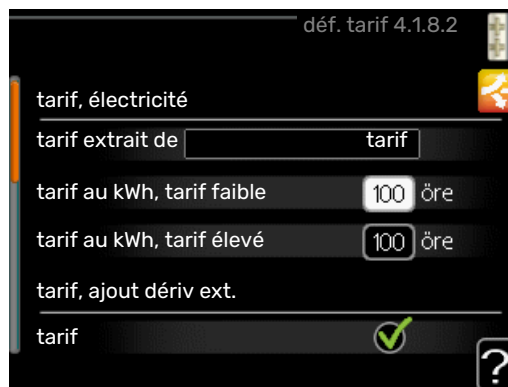 déf. tarif 4.1.8.2
tarif, électricité
tarif extrait de tarif
tarif au kWh, tarif faible 100 öre
tarif au kWh, tarif élevé 100 öre
tarif, ajout dériv ext.
tarif
?